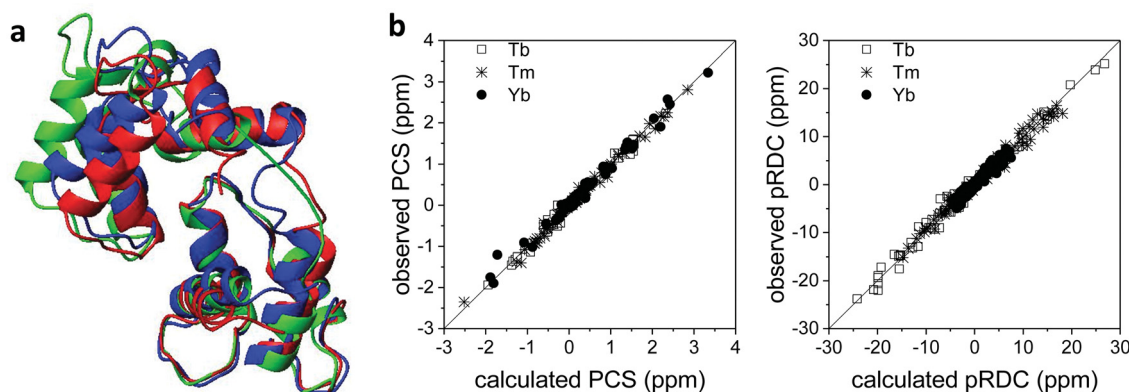 a
b
4
3
2
1
0
-1
-2
-3
observed PCS (ppm)
Tb
Tm
Yb
-3 -2 -1 0 1 2 3 4
calculated PCS (ppm)
30
20
10
0
-10
-20
-30
observed pRDC (ppm)
Tb
Tm
Yb
-30 -20 -10 0 10 20 30
calculated pRDC (ppm)